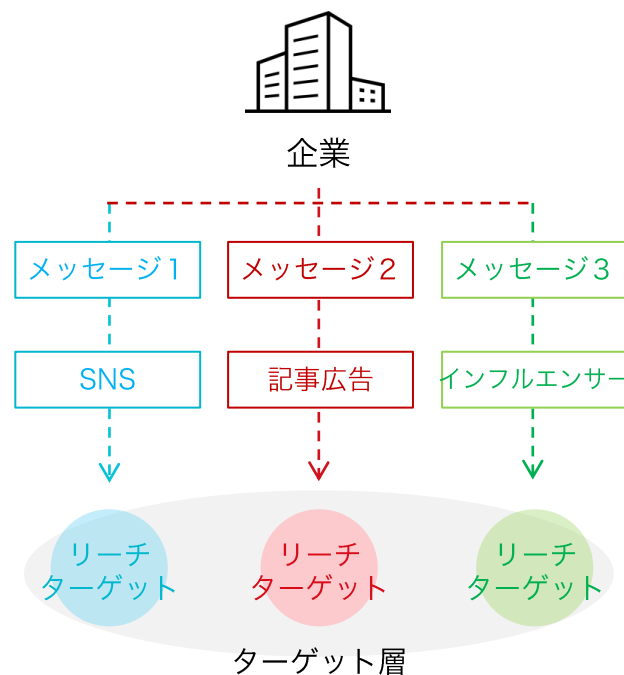 企業
メッセージ1
メッセージ2
メッセージ3
SNS
記事広告
インフルエンサー
リーチ
ターゲット
リーチ
ターゲット
リーチ
ターゲット
ターゲット層